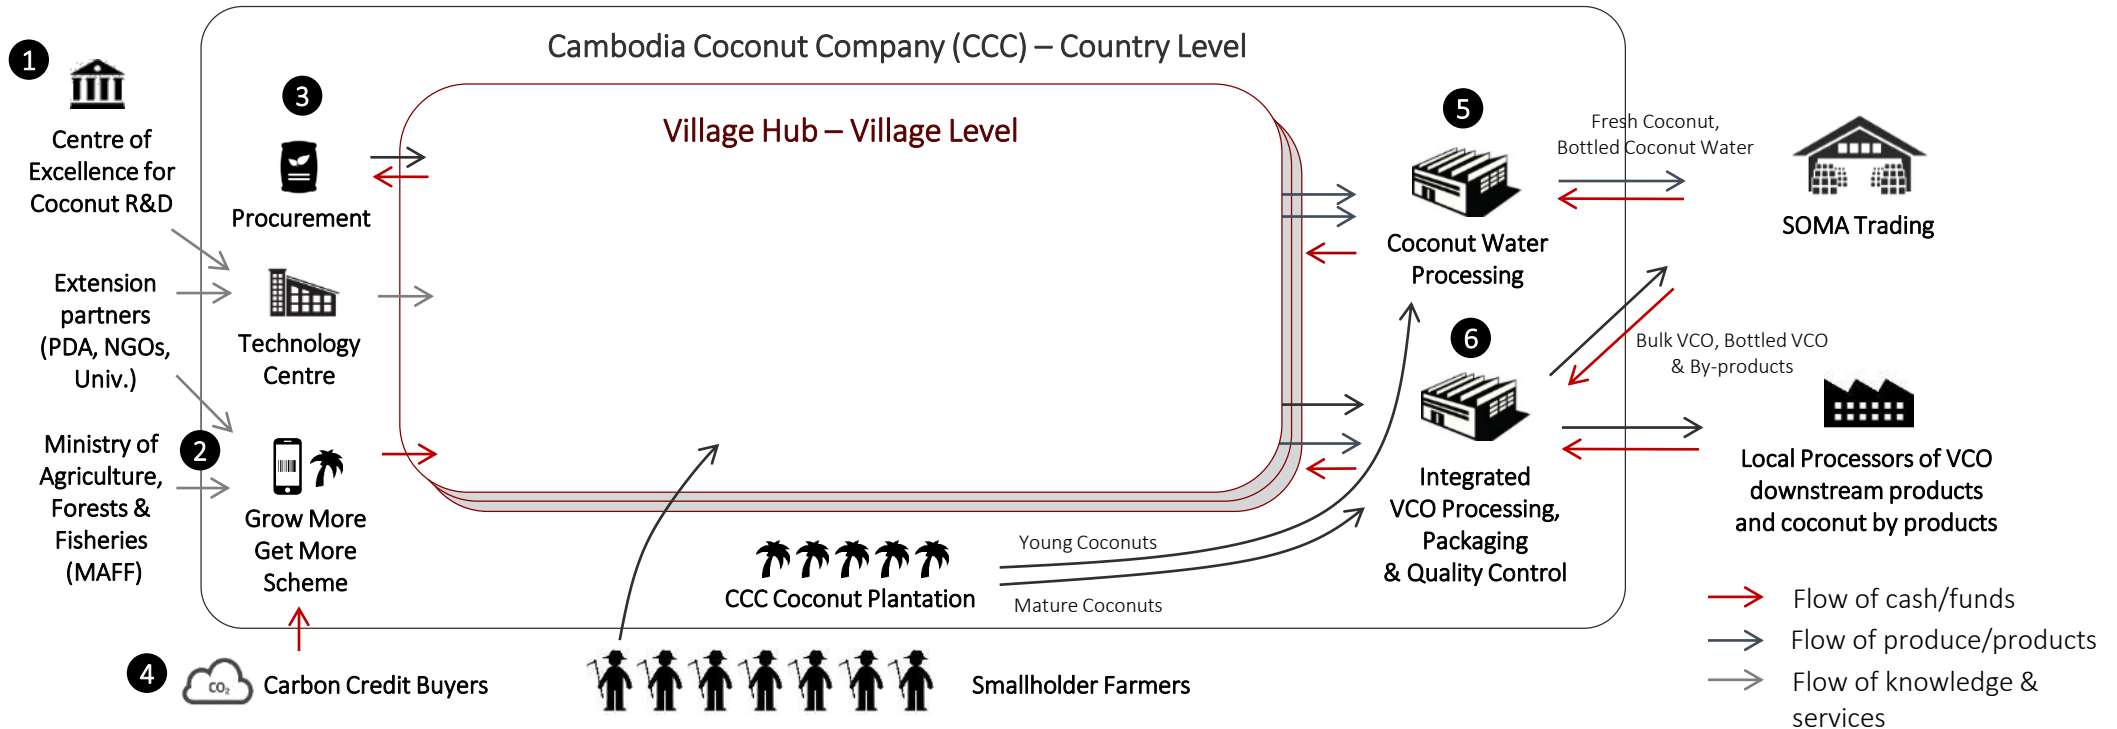 Cambodia Coconut Company (CCC) – Country Level
1
Centre of
Excellence for
Coconut R&D
Extension
partners
(PDA, NGOs,
Univ.)
Ministry of
Agriculture,
Forests &
Fisheries
(MAFF)
3
Procurement
Technology
Centre
2
Grow More
Get More
Scheme
4
CO2
Carbon Credit Buyers
Village Hub – Village Level
CCC Coconut Plantation
Young Coconuts
Mature Coconuts
Smallholder Farmers
5
Coconut Water
Processing
6
Integrated
VCO Processing,
Packaging
& Quality Control
Fresh Coconut,
Bottled Coconut Water
SOMA Trading
Bulk VCO, Bottled VCO
& By-products
Local Processors of VCO
downstream products
and coconut by products
Flow of cash/funds
Flow of produce/products
Flow of knowledge &
services